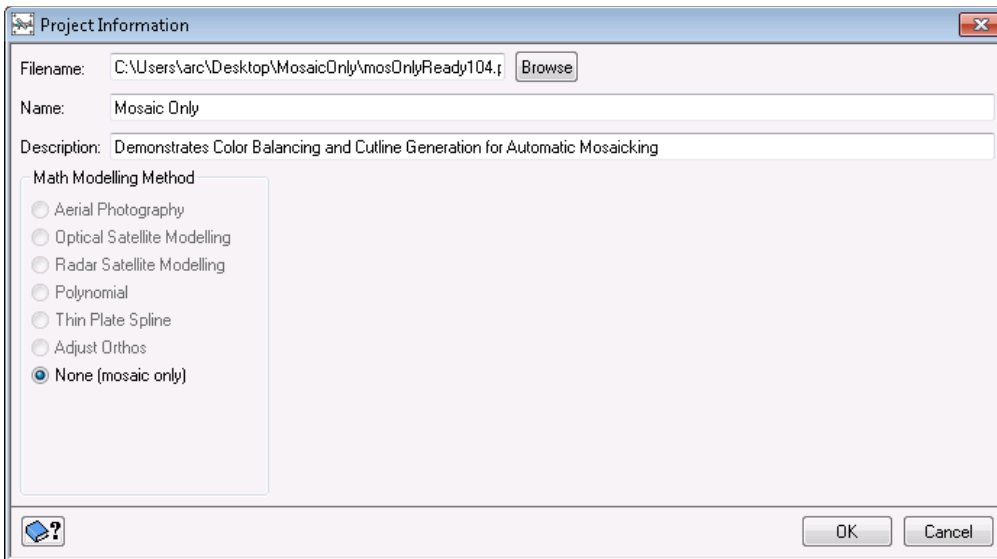 Project Information
Filename: C:\Users\arc\Desktop\MosaicOnly\mosOnlyReady104.p Browse
Name: Mosaic Only
Description: Demonstrates Color Balancing and Cutline Generation for Automatic Mosaicking
Math Modelling Method
Aerial Photography
Optical Satellite Modelling
Radar Satellite Modelling
Polynomial
Thin Plate Spline
Adjust Orthos
None (mosaic only)
? OK Cancel